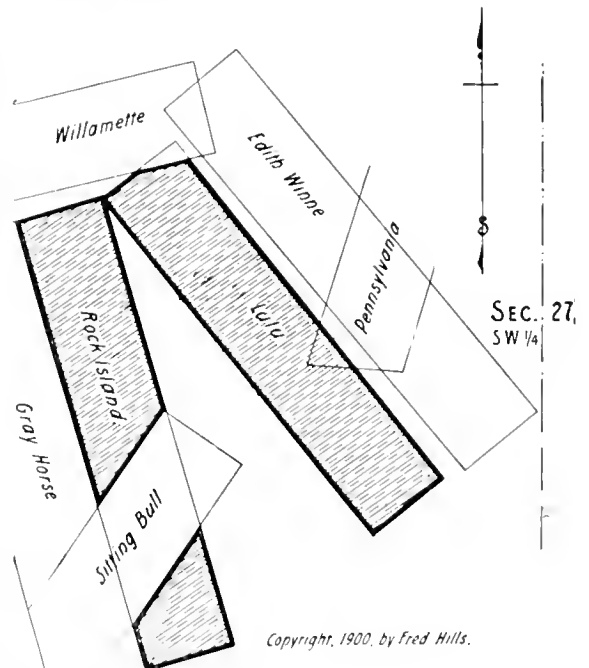 Willamette
Edith Winne
Pennsylvania
Lulu
SEC. 27,
SW ¼
Rock Island
Gray Horse
Sitting Bull
Copyright, 1900, by Fred Hills.